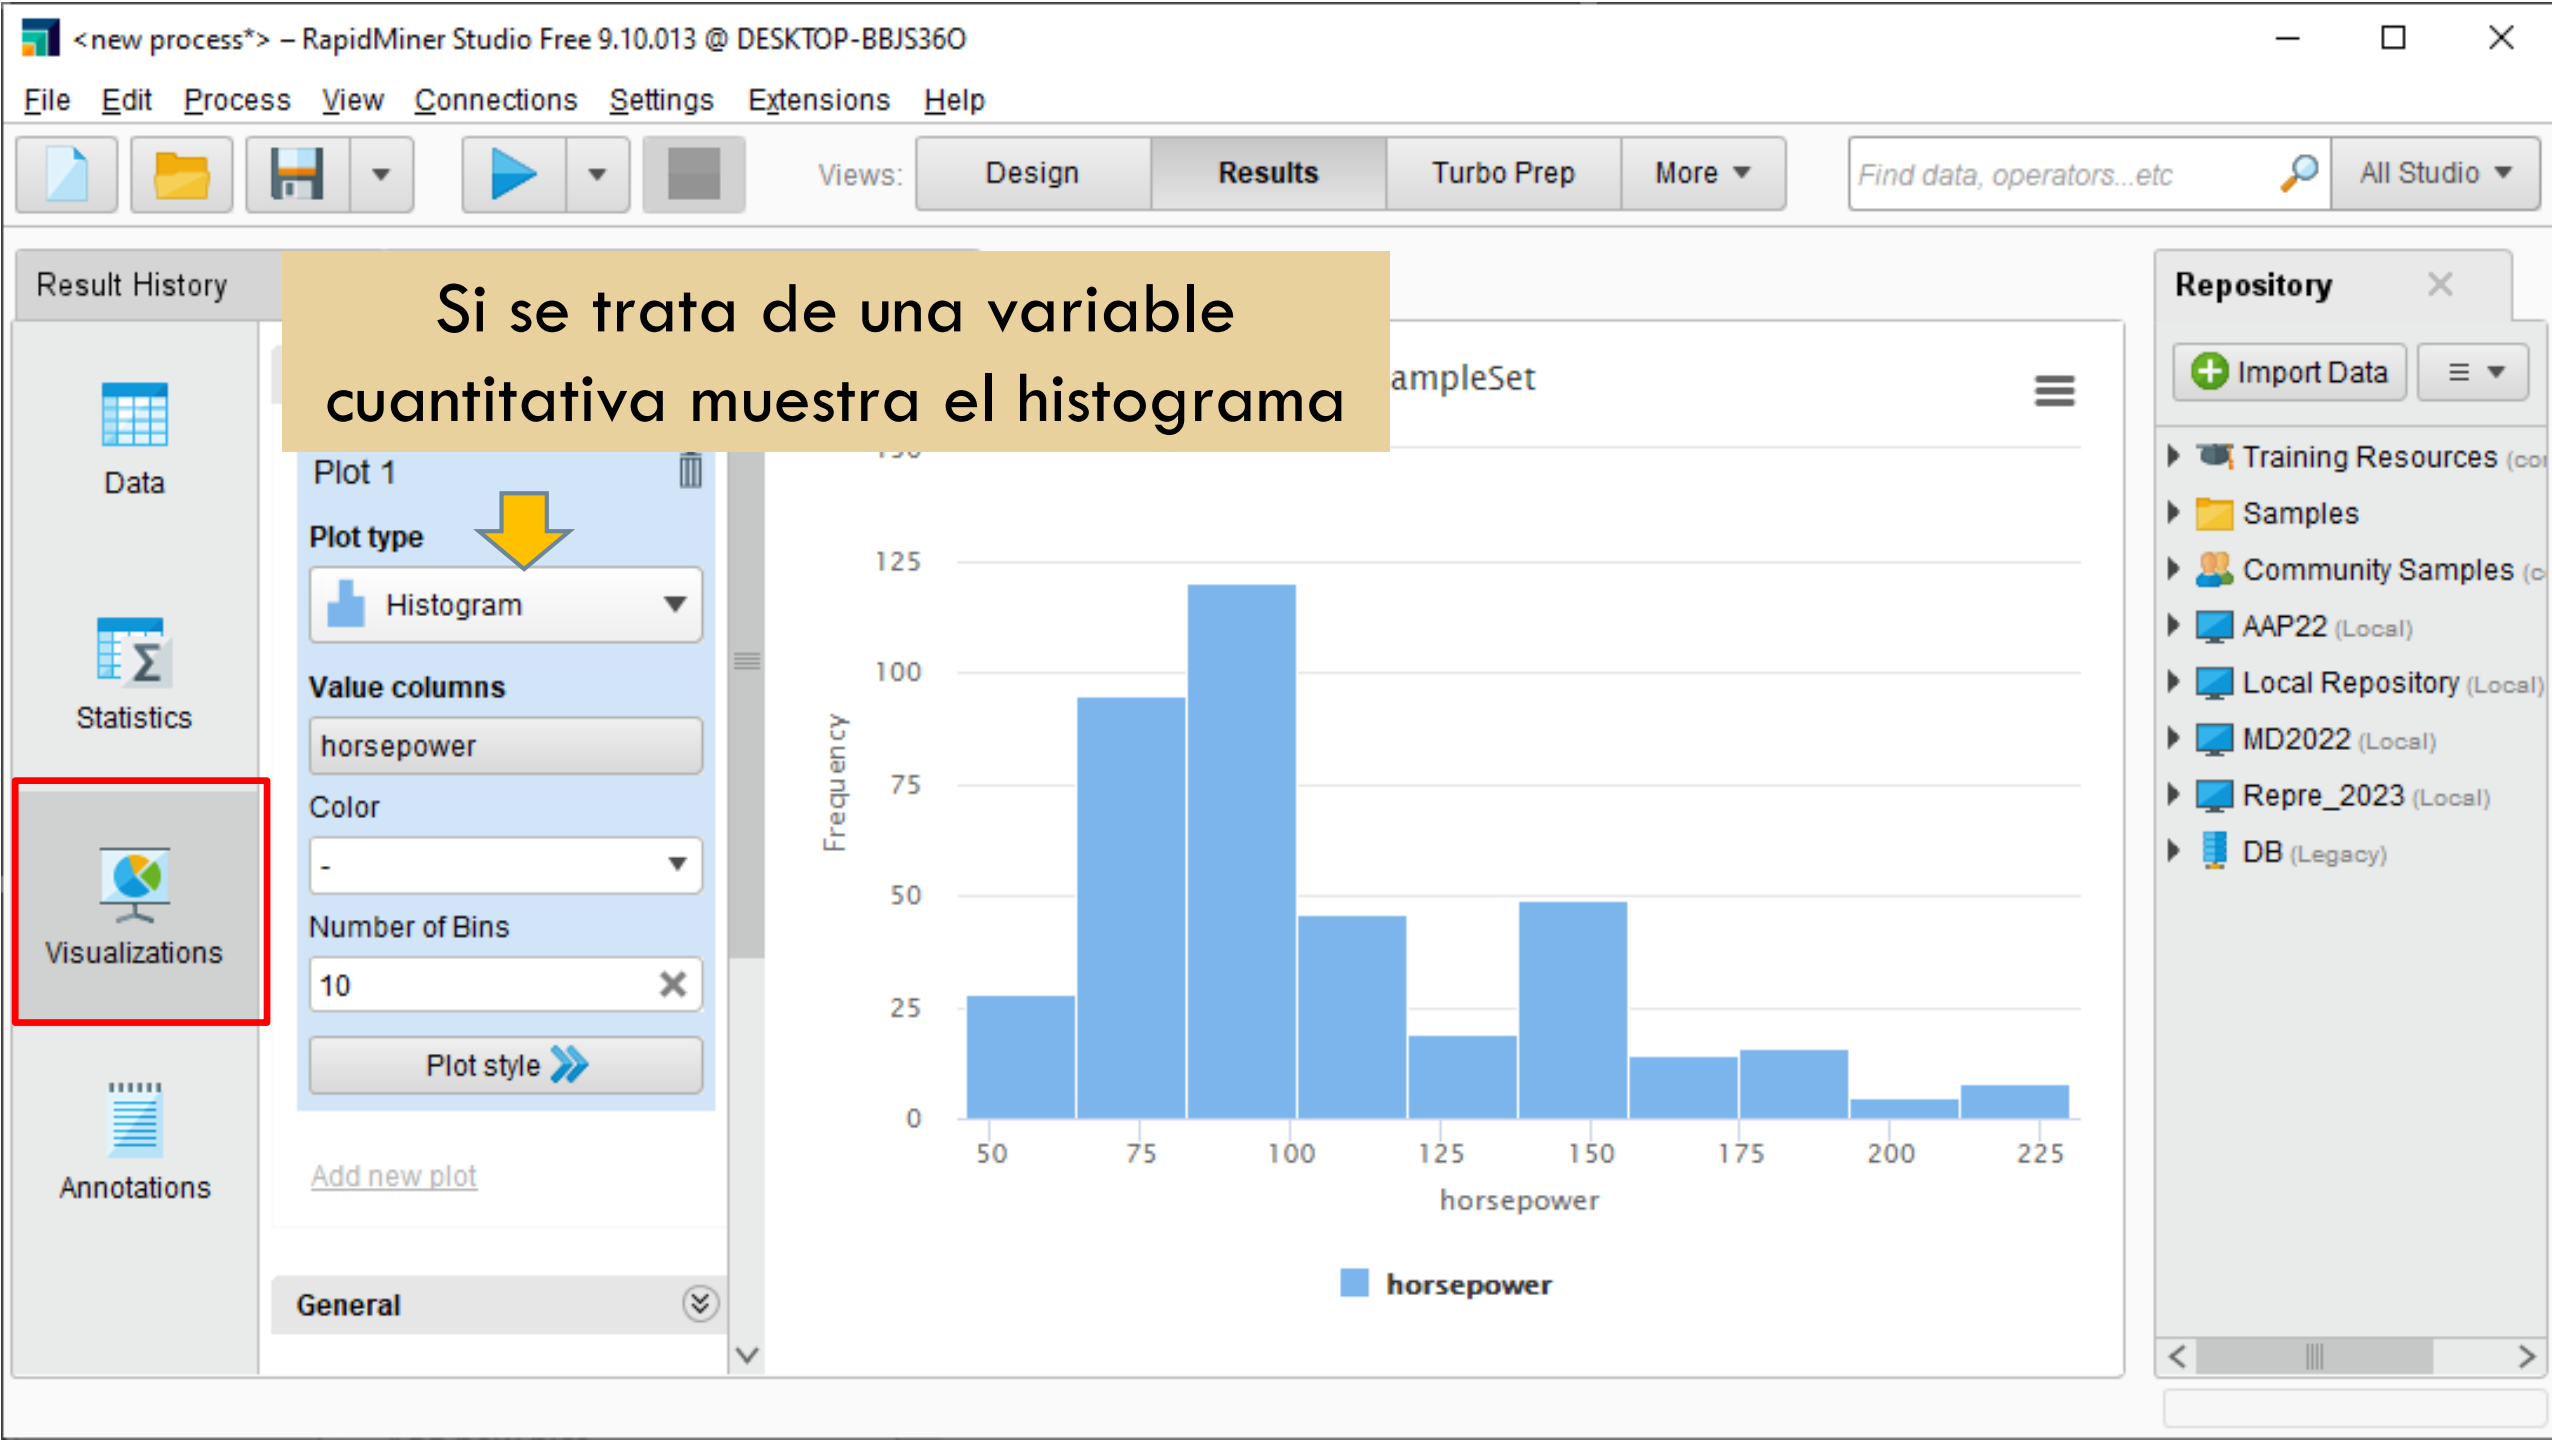 <new process*> – RapidMiner Studio Free 9.10.013 @ DESKTOP-BBJS36O
File Edit Process View Connections Settings Extensions Help
Views: Design Results Turbo Prep More
Find data, operators...etc
All Studio
Result History
Si se trata de una variable
cuantitativa muestra el histograma
Data
Statistics
Visualizations
Annotations
Plot 1
Plot type
Histogram
Value columns
horsepower
Color
-
Number of Bins
10
Plot style
Add new plot
General
ampleSet
Frequency
125
100
75
50
25
0
50 75 100 125 150 175 200 225
horsepower
horsepower
Repository
Import Data
Training Resources
Samples
Community Samples
AAP22 (Local)
Local Repository (Local)
MD2022 (Local)
Repre_2023 (Local)
DB (Legacy)